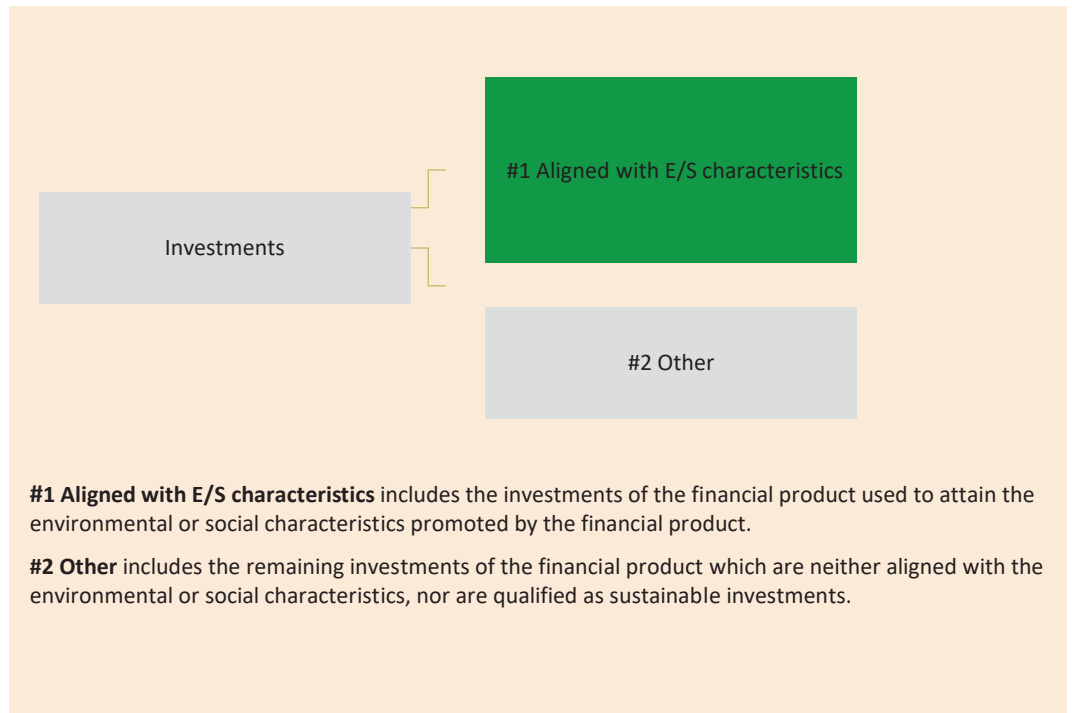 #1 Aligned with E/S characteristics
Investments
#2 Other
#1 Aligned with E/S characteristics includes the investments of the financial product used to attain the
environmental or social characteristics promoted by the financial product.
#2 Other includes the remaining investments of the financial product which are neither aligned with the
environmental or social characteristics, nor are qualified as sustainable investments.